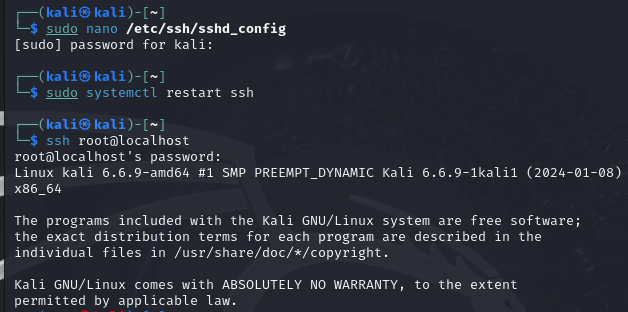 ┌──(kali㉿kali)-[~]
└─$ sudo nano /etc/ssh/sshd_config
[sudo] password for kali:
┌──(kali㉿kali)-[~]
└─$ sudo systemctl restart ssh
┌──(kali㉿kali)-[~]
└─$ ssh root@localhost
root@localhost's password:
Linux kali 6.6.9-amd64 #1 SMP PREEMPT_DYNAMIC Kali 6.6.9-1kali1 (2024-01-08)
x86_64
The programs included with the Kali GNU/Linux system are free software;
the exact distribution terms for each program are described in the
individual files in /usr/share/doc/*/copyright.
Kali GNU/Linux comes with ABSOLUTELY NO WARRANTY, to the extent
permitted by applicable law.